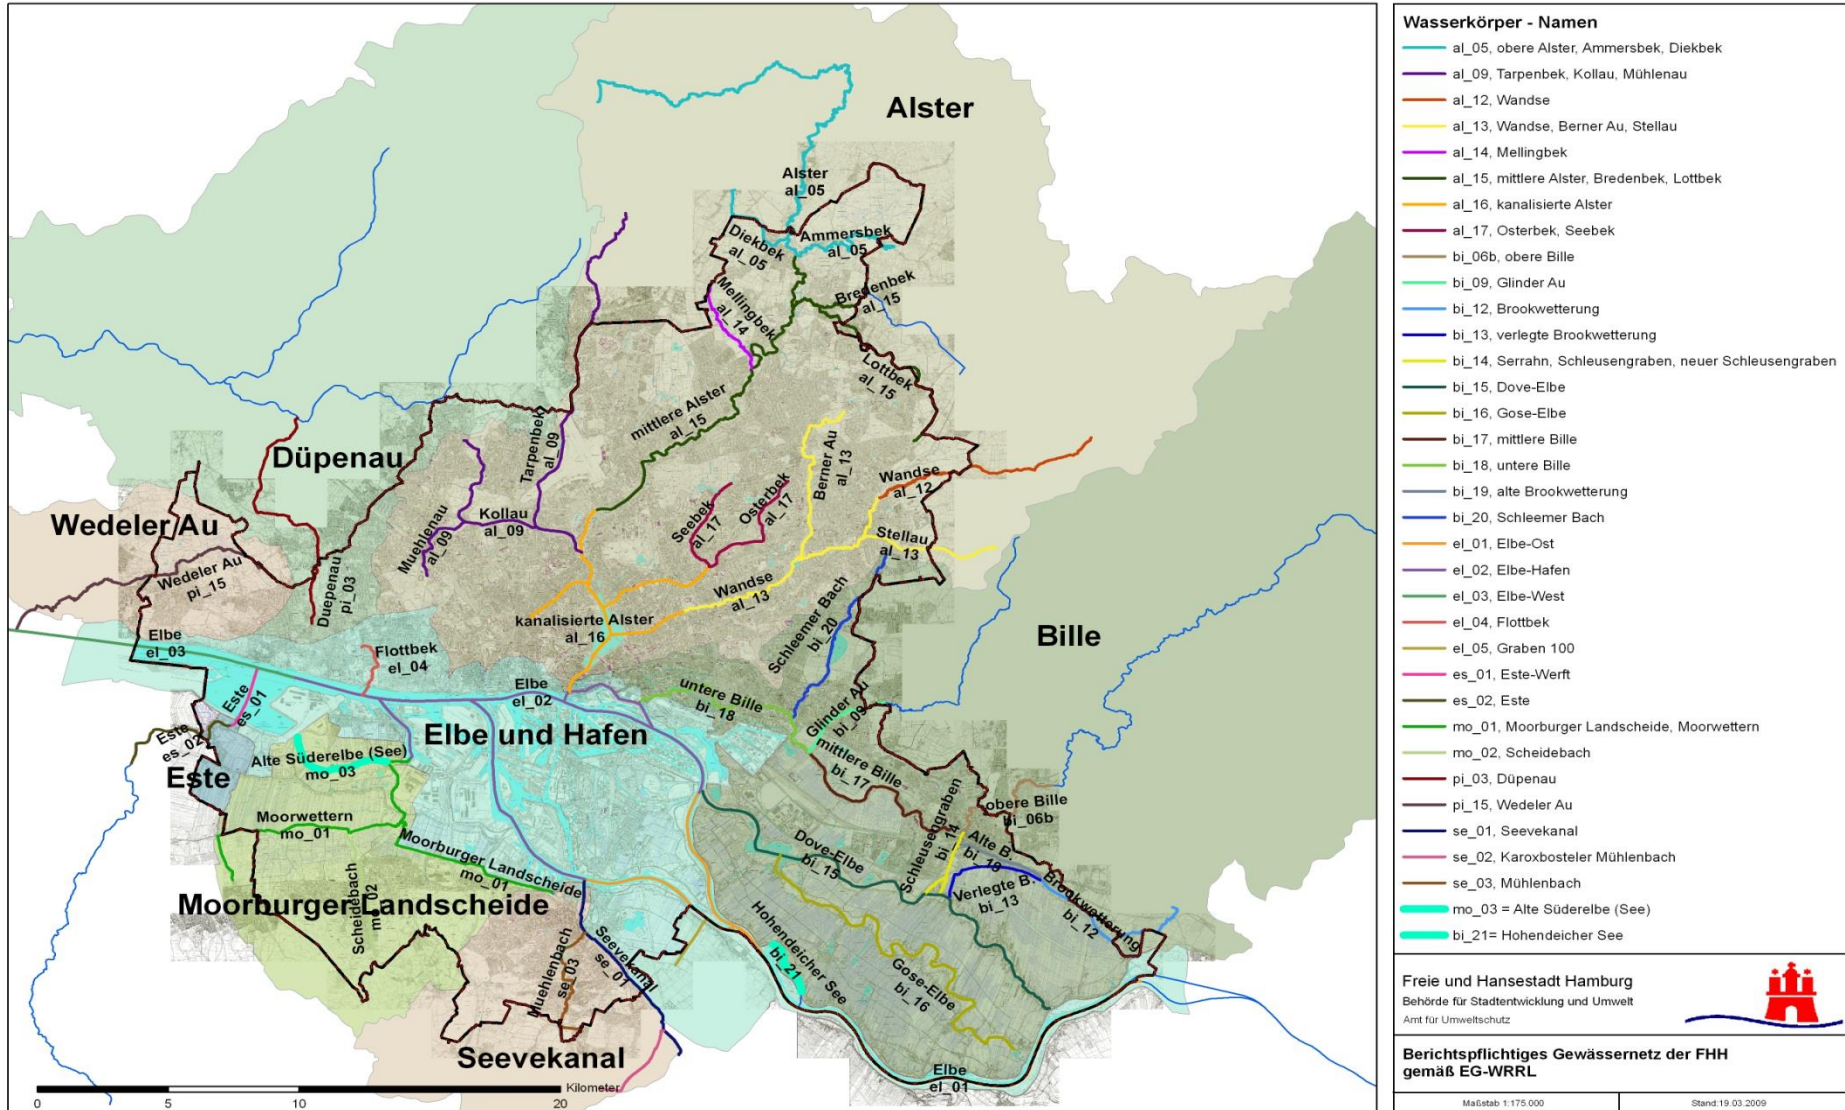 Alster
Alster
al_05
Ammersbek
al_05
Diekbek
al_05
Bredenbek
al_15
Mellingbek
al_14
Lottbek
al_15
mittlere Alster
al_15
Tarpenbek
al_09
Düpenau
Berner Au
al_13
Wandse
al_12
Wedeler Au
Muehlenau
al_09
Kollau
al_09
Seebek
al_17
Osterbek
al_17
Stellau
al_13
Wedeler Au
pi_15
Duepenau
pi_03
Wandse
al_13
kanalisierte Alster
al_16
Schleemer Bach
bi_20
Bille
Elbe
el_03
Flottbek
el_04
Elbe
el_02
untere Bille
bi_18
Glinder Au
bi_09
Este
es_01
Este
es_02
Este
Elbe und Hafen
Alte Süderelbe (See)
mo_03
mittlere Bille
bi_17
obere Bille
bi_06b
Schleusengraben
bi_14
Moorwettern
mo_01
Moorburger Landscheide
mo_01
Dove-Elbe
bi_15
Alte B.
bi_19
Verlegte B.
bi_13
Brookwetterung
bi_12
Moorburger Landscheide
Scheidebach
mo_02
Hohendeicher See
bi_21
Gose-Elbe
bi_16
Muehlenbach
se_03
Seevekanal
se_01
Seevekanal
Elbe
el_01
Kilometer
0 5 10 20
Wasserkörper - Namen
al_05, obere Alster, Ammersbek, Diekbek
al_09, Tarpenbek, Kollau, Mühlenau
al_12, Wandse
al_13, Wandse, Berner Au, Stellau
al_14, Mellingbek
al_15, mittlere Alster, Bredenbek, Lottbek
al_16, kanalisierte Alster
al_17, Osterbek, Seebek
bi_06b, obere Bille
bi_09, Glinder Au
bi_12, Brookwetterung
bi_13, verlegte Brookwetterung
bi_14, Serrahn, Schleusengraben, neuer Schleusengraben
bi_15, Dove-Elbe
bi_16, Gose-Elbe
bi_17, mittlere Bille
bi_18, untere Bille
bi_19, alte Brookwetterung
bi_20, Schleemer Bach
el_01, Elbe-Ost
el_02, Elbe-Hafen
el_03, Elbe-West
el_04, Flottbek
el_05, Graben 100
es_01, Este-Werft
es_02, Este
mo_01, Moorburger Landscheide, Moorwettern
mo_02, Scheidebach
pi_03, Düpenau
pi_15, Wedeler Au
se_01, Seevekanal
se_02, Karoxbosteler Mühlenbach
se_03, Mühlenbach
mo_03 = Alte Süderelbe (See)
bi_21= Hohendeicher See
Freie und Hansestadt Hamburg
Behörde für Stadtentwicklung und Umwelt
Amt für Umweltschutz
Berichtspflichtiges Gewässernetz der FHH
gemäß EG-WRRL
Maßstab 1:175.000
Stand:19.03.2009